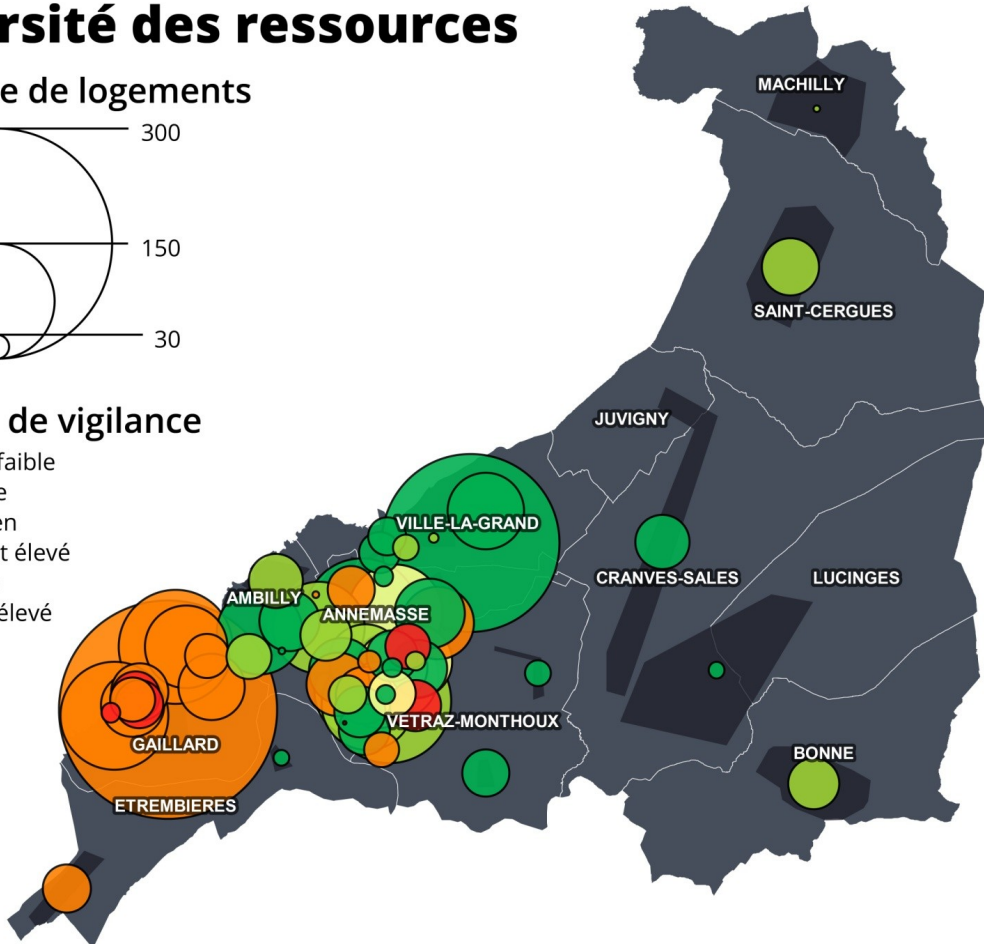 rsité des ressources
e de logements
300
150
30
de vigilance
faible
e
en
t élevé
élevé
MACHILLY
SAINT-CERGUES
JUVIGNY
VILLE-LA-GRAND
CRANVES-SALES
LUCINGES
AMBILLY
ANNEMASSE
VETRAZ-MONTHOUX
GAILLARD
BONNE
ETREMBIERES